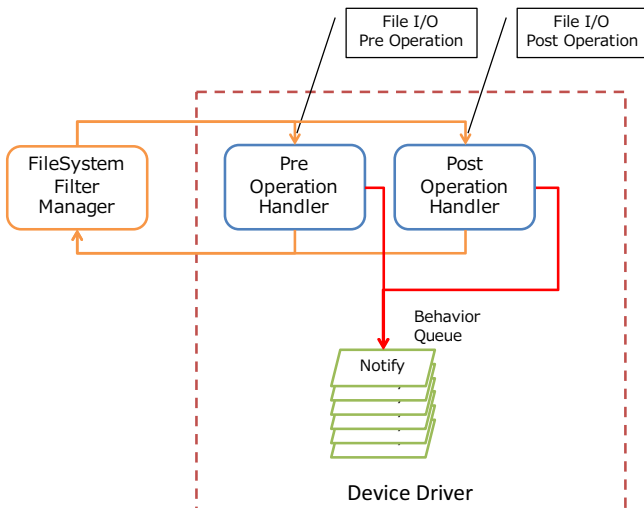 File I/O
Pre Operation
File I/O
Post Operation
FileSystem
Filter
Manager
Pre
Operation
Handler
Post
Operation
Handler
Behavior
Queue
Notify
Device Driver